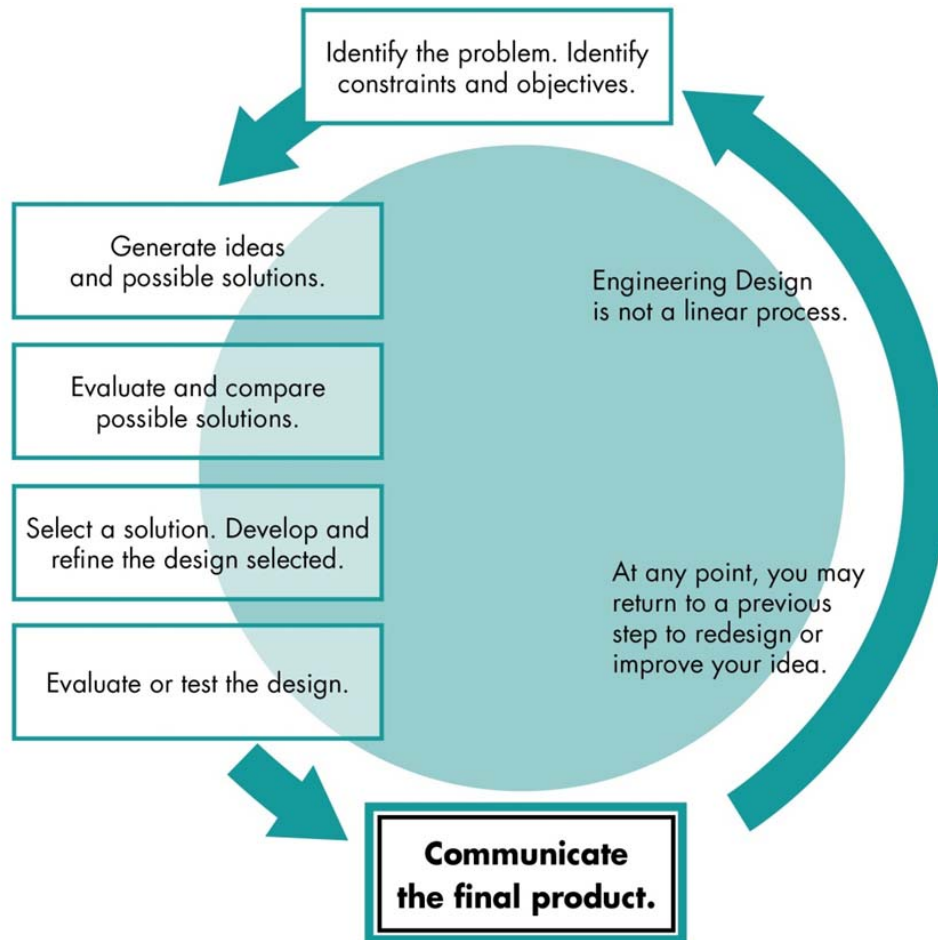 Identify the problem. Identify
constraints and objectives.
Generate ideas
and possible solutions.
Evaluate and compare
possible solutions.
Select a solution. Develop and
refine the design selected.
Evaluate or test the design.
Communicate
the final product.
Engineering Design
is not a linear process.
At any point, you may
return to a previous
step to redesign or
improve your idea.